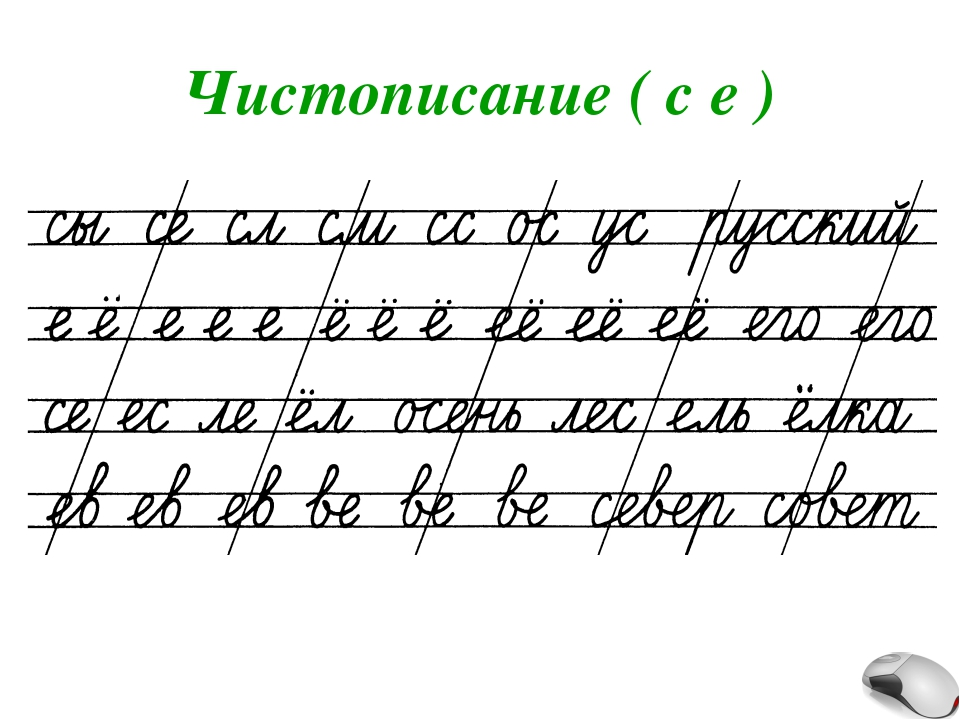 Чистописание ( с е )
сы се сл см сс ос ус русский
е ё е е е ё ё ё её её её его его
се ес ле ёл осень лес ель ёлка
ев ев ев ве ве ве север совет